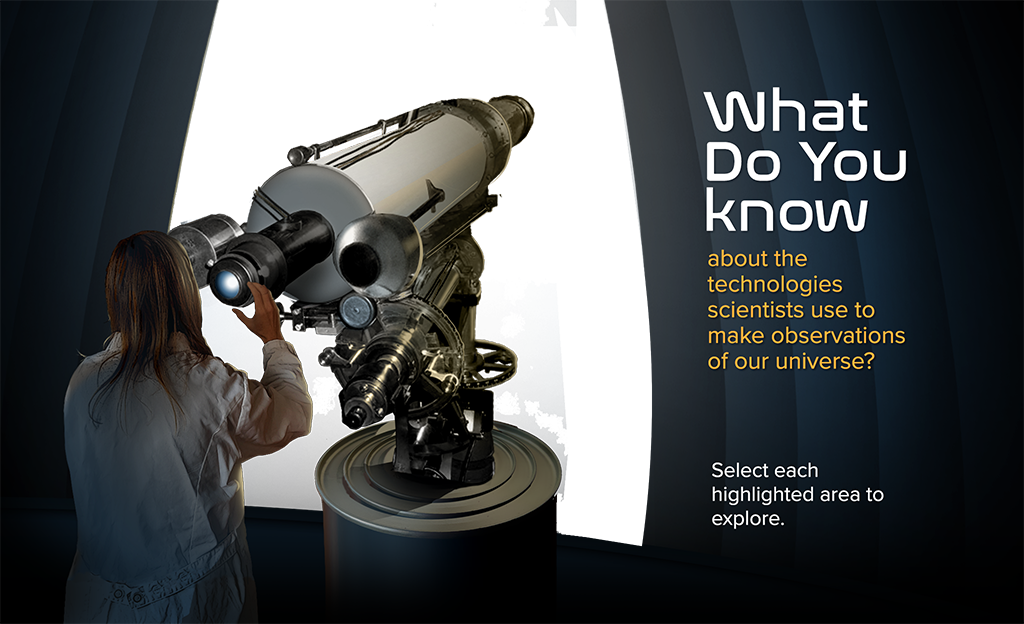 What
Do You
know
about the
technologies
scientists use to
make observations
of our universe?
Select each
highlighted area to
explore.